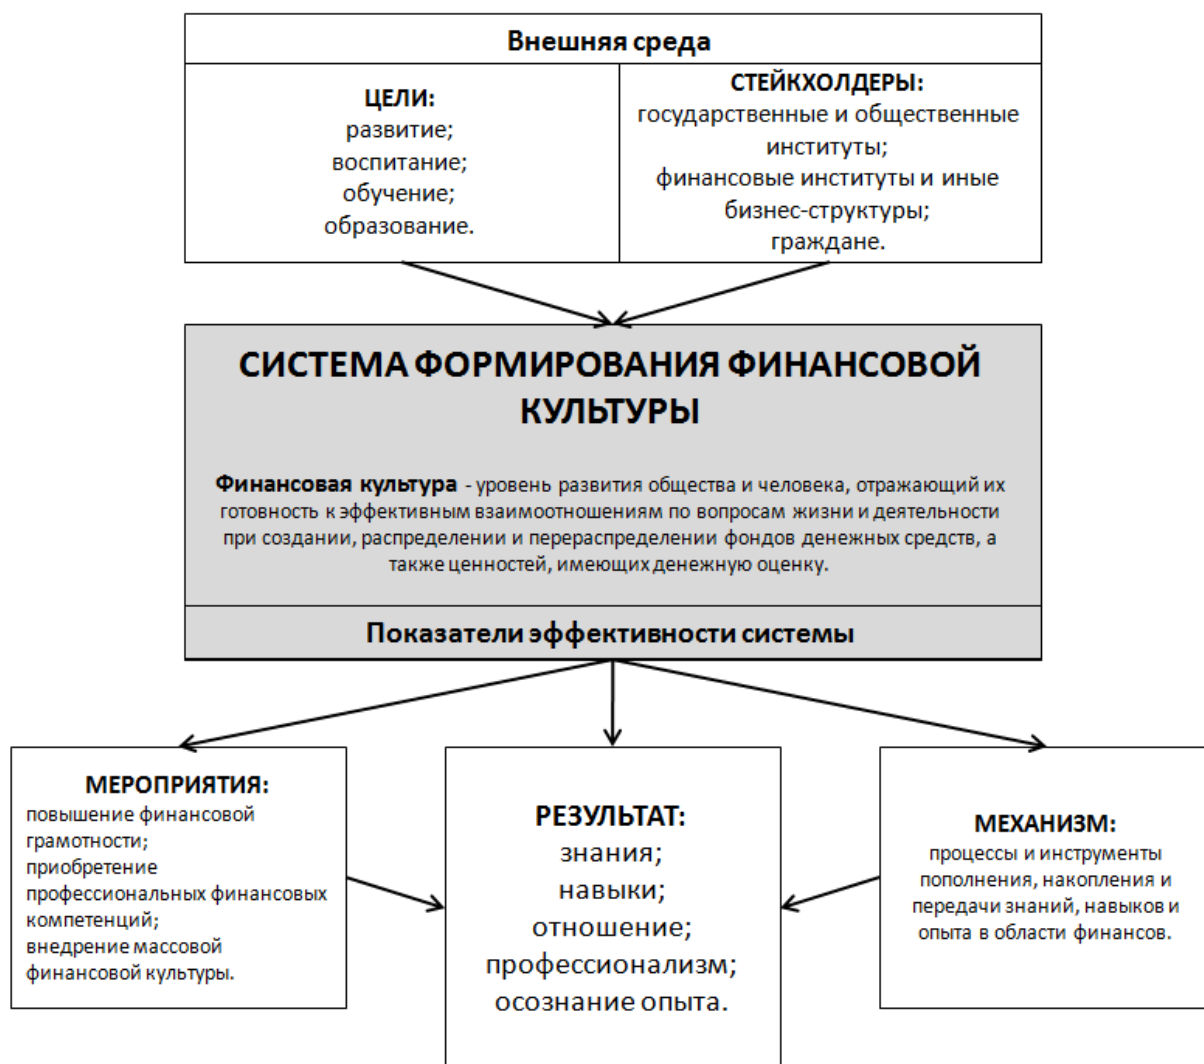 Внешняя среда
ЦЕЛИ:
развитие;
воспитание;
обучение;
образование.
СТЕЙКХОЛДЕРЫ:
государственные и общественные
институты;
финансовые институты и иные
бизнес-структуры;
граждане.
СИСТЕМА ФОРМИРОВАНИЯ ФИНАНСОВОЙ
КУЛЬТУРЫ
Финансовая культура - уровень развития общества и человека, отражающий их
готовность к эффективным взаимоотношениям по вопросам жизни и деятельности
при создании, распределении и перераспределении фондов денежных средств, а
также ценностей, имеющих денежную оценку.
Показатели эффективности системы
МЕРОПРИЯТИЯ:
повышение финансовой
грамотности;
приобретение
профессиональных финансовых
компетенций;
внедрение массовой
финансовой культуры.
РЕЗУЛЬТАТ:
знания;
навыки;
отношение;
профессионализм;
осознание опыта.
МЕХАНИЗМ:
процессы и инструменты
пополнения, накопления и
передачи знаний, навыков и
опыта в области финансов.